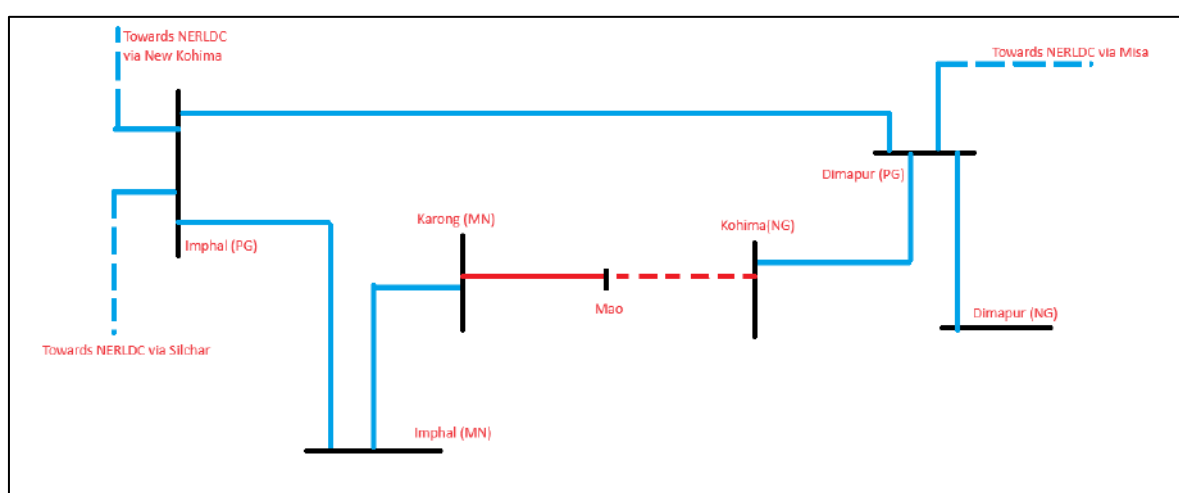 Towards NERLDC
via New Kohima
Towards NERLDC via Misa
Dimapur (PG)
Karong (MN)
Kohima(NG)
Imphal (PG)
Mao
Dimapur (NG)
Towards NERLDC via Silchar
Imphal (MN)